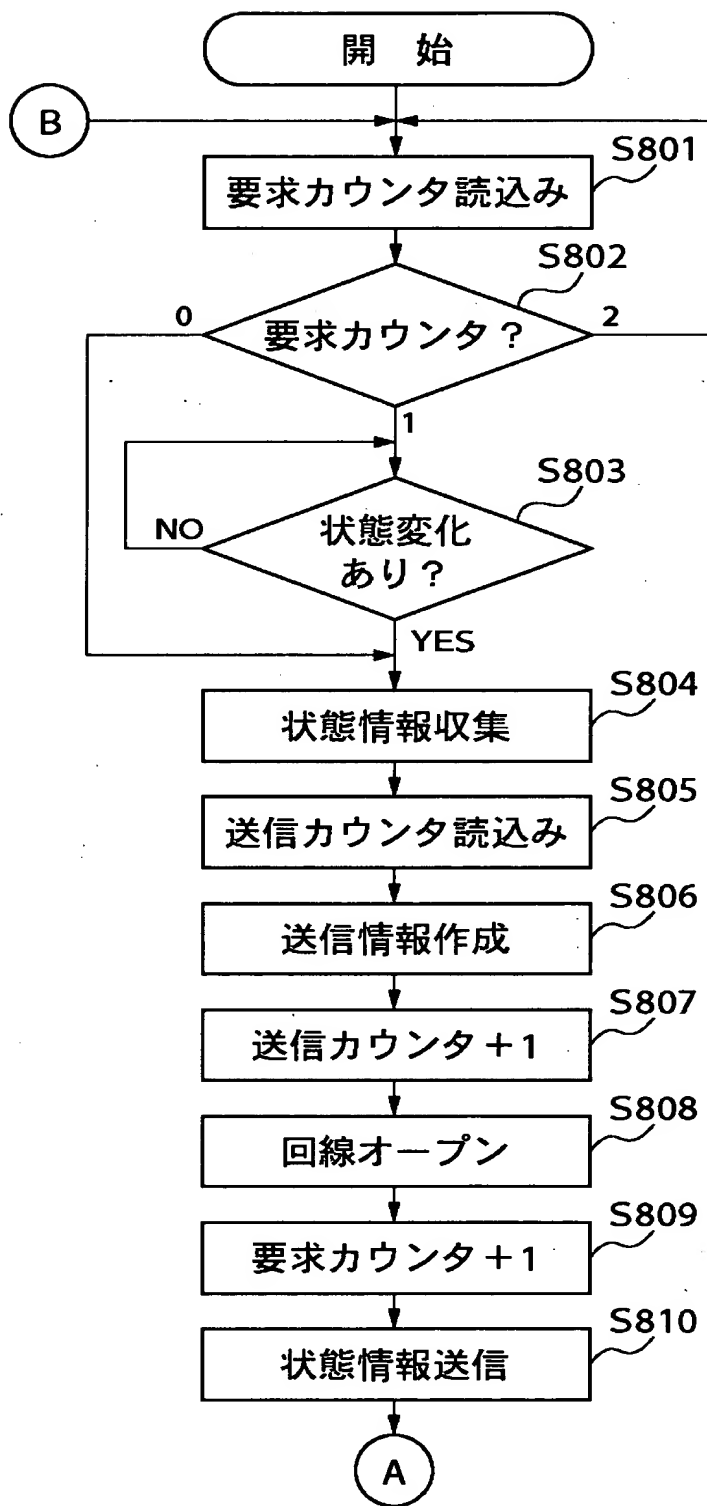 開 始
B
S801
要求カウンタ読込み
S802
0
要求カウンタ?
2
1
S803
NO
状態変化
あり?
YES
S804
状態情報収集
S805
送信カウンタ読込み
S806
送信情報作成
S807
送信カウンタ+1
S808
回線オープン
S809
要求カウンタ+1
S810
状態情報送信
A